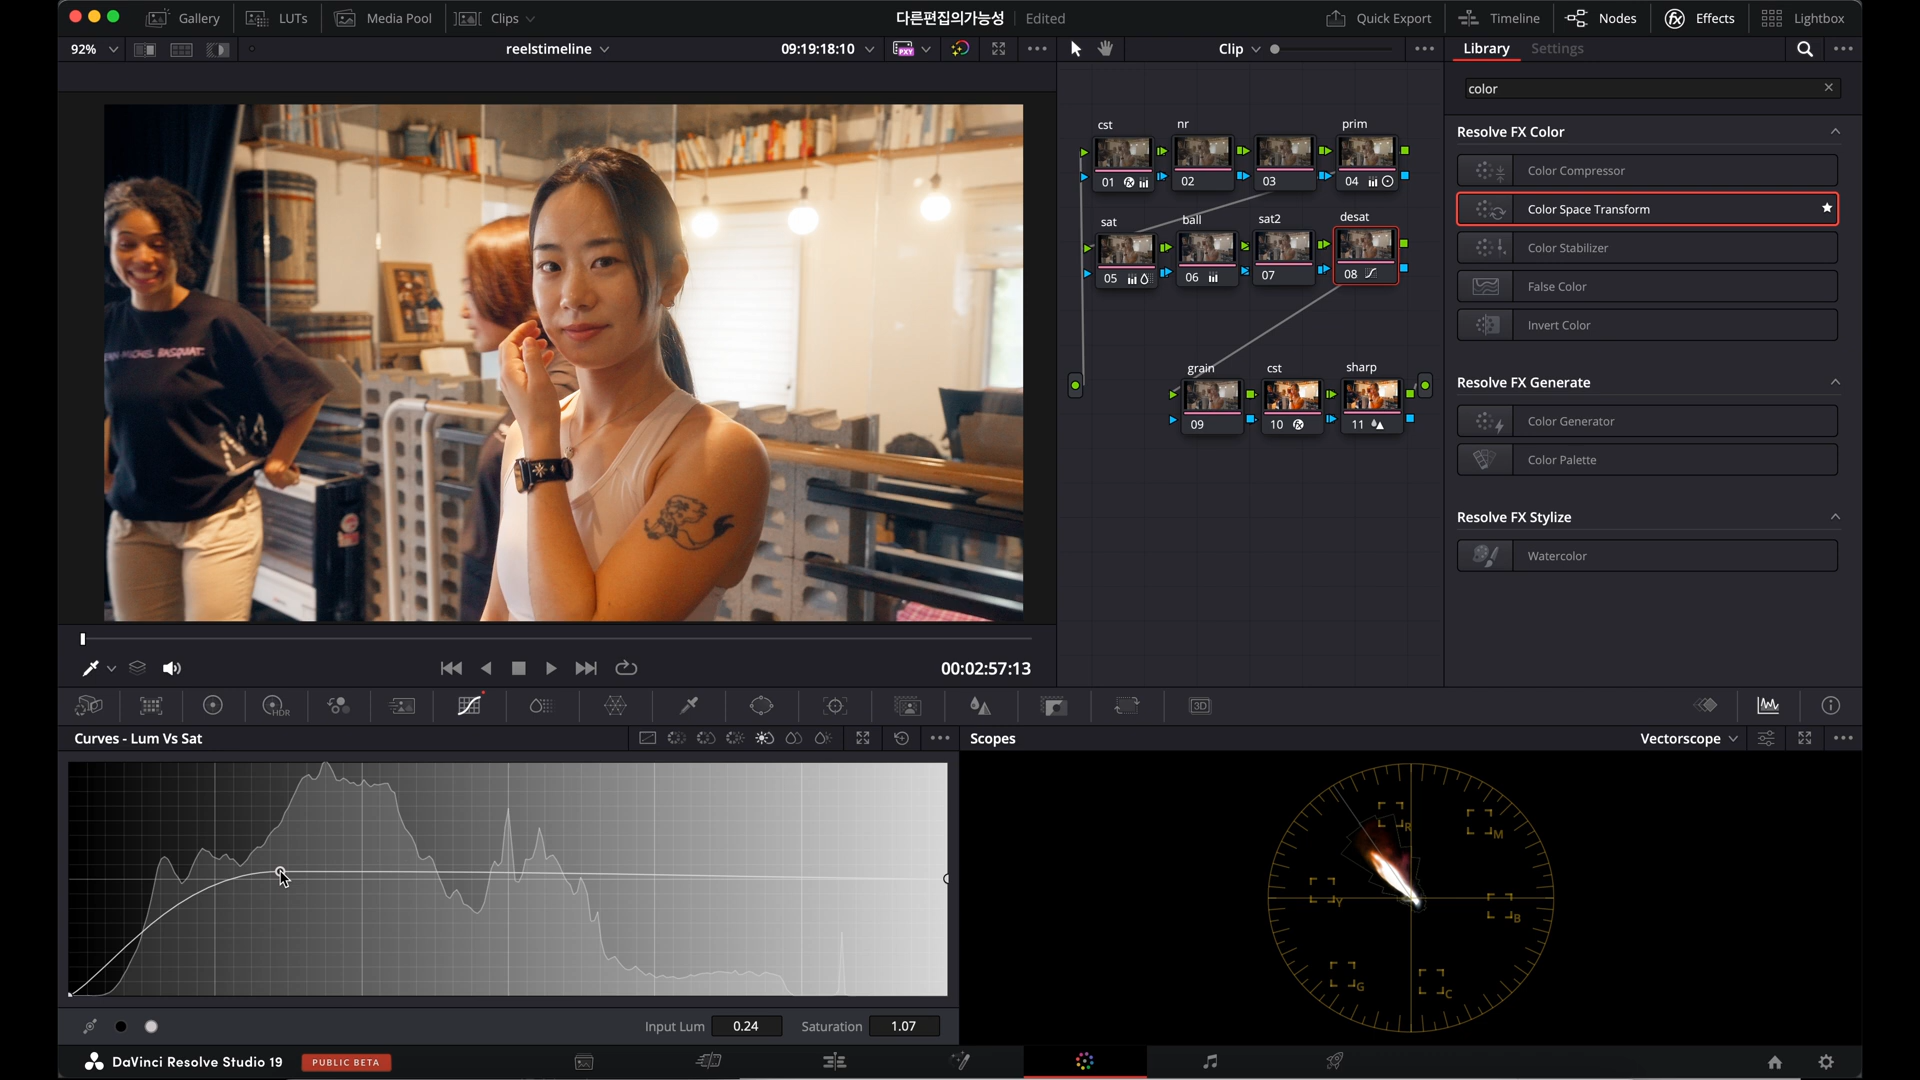 Gallery
LUTs
Media Pool
Clips
다른편집의가능성
Edited
Quick Export
Timeline
Nodes
Effects
Lightbox
92%
reelstimeline
09:19:18:10
PXY
Clip
Library
Settings
color
cst
nr
prim
01
02
03
04
sat
ball
sat2
desat
05
06
07
08
grain
cst
sharp
09
10
11
Resolve FX Color
Color Compressor
Color Space Transform
Color Stabilizer
False Color
Invert Color
Resolve FX Generate
Color Generator
Color Palette
Resolve FX Stylize
Watercolor
00:02:57:13
HDR
3D
Curves - Lum Vs Sat
Scopes
Vectorscope
R
M
Y
B
G
C
Input Lum
0.24
Saturation
1.07
DaVinci Resolve Studio 19
PUBLIC BETA